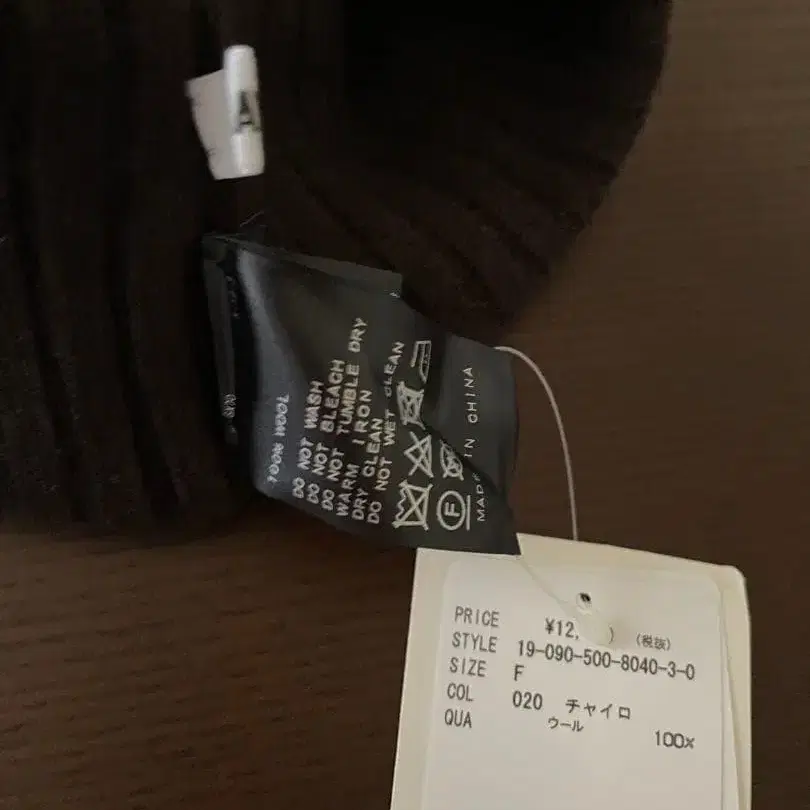 100% WOOL
DO NOT WASH
DO NOT BLEACH
DO NOT TUMBLE DRY
WARM IRON
DRY CLEAN
DO NOT WET CLEAN
F
MADE IN CHINA
PRICE ¥12, ) (税抜)
STYLE 19-090-500-8040-3-0
SIZE F
COL 020 チャイロ
QUA ウール 100%